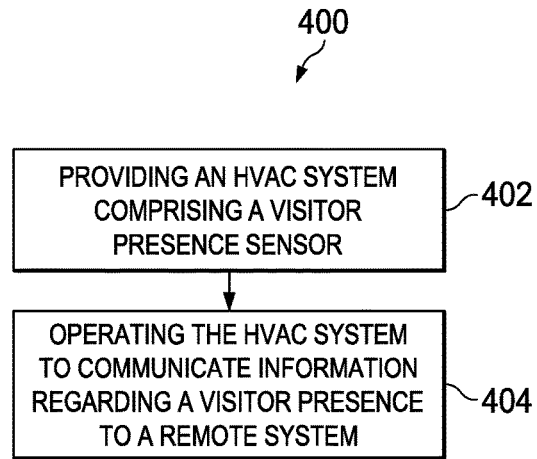 400
PROVIDING AN HVAC SYSTEM
COMPRISING A VISITOR
PRESENCE SENSOR
402
OPERATING THE HVAC SYSTEM
TO COMMUNICATE INFORMATION
REGARDING A VISITOR PRESENCE
TO A REMOTE SYSTEM
404